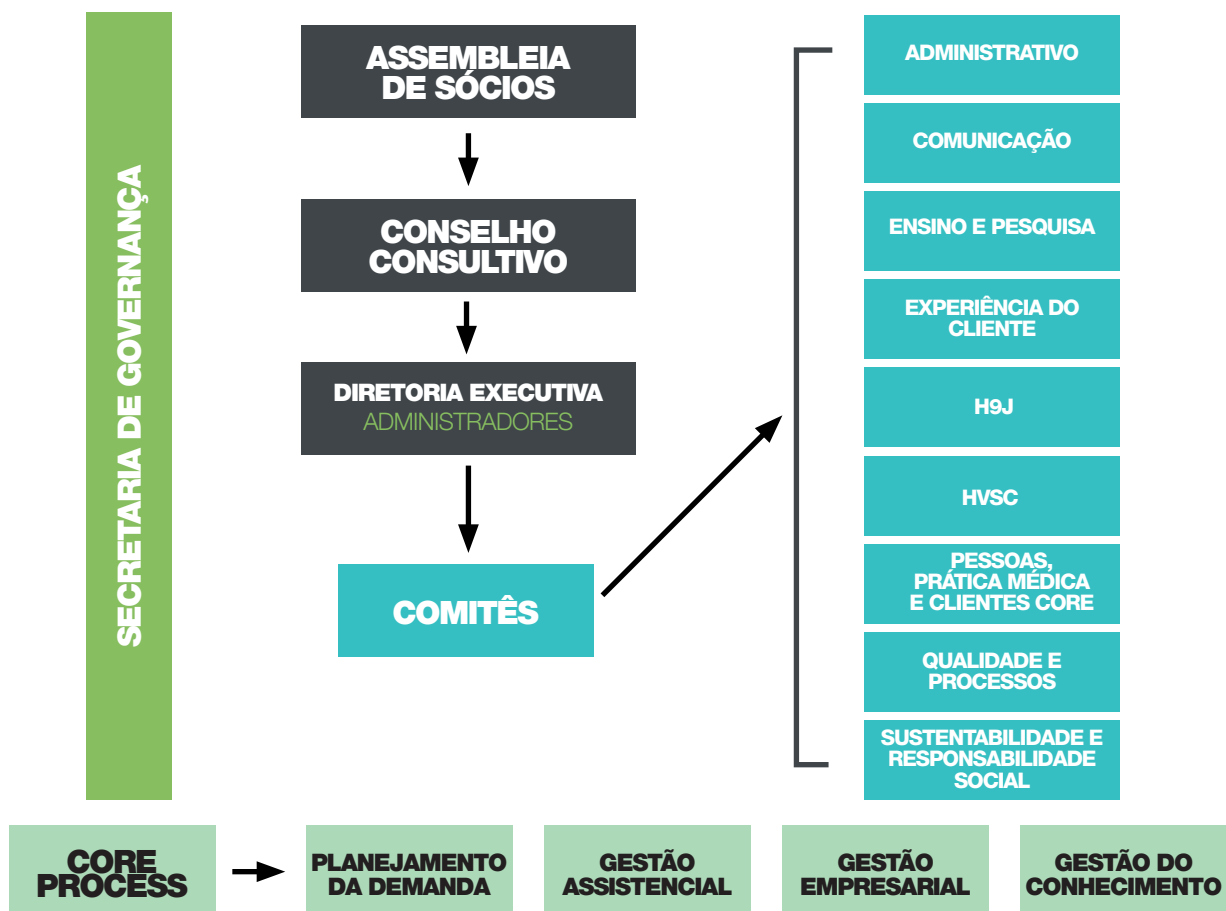 SECRETARIA DE GOVERNANÇA
ASSEMBLEIA
DE SÓCIOS
CONSELHO
CONSULTIVO
DIRETORIA EXECUTIVA
ADMINISTRADORES
COMITÊS
ADMINISTRATIVO
COMUNICAÇÃO
ENSINO E PESQUISA
EXPERIÊNCIA DO
CLIENTE
H9J
HVSC
PESSOAS,
PRÁTICA MÉDICA
E CLIENTES CORE
QUALIDADE E
PROCESSOS
SUSTENTABILIDADE E
RESPONSABILIDADE
SOCIAL
CORE
PROCESS
PLANEJAMENTO
DA DEMANDA
GESTÃO
ASSISTENCIAL
GESTÃO
EMPRESARIAL
GESTÃO DO
CONHECIMENTO